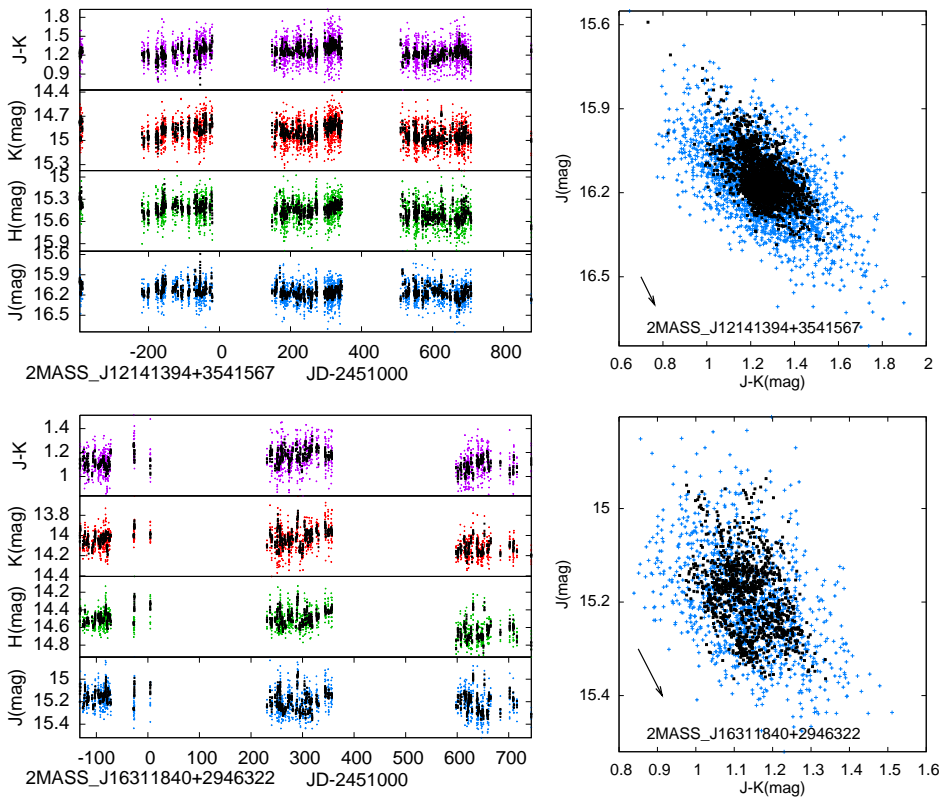 J-K
1.8
1.5
1.2
0.9
K(mag)
14.4
14.7
15
15.3
H(mag)
15
15.3
15.6
15.9
J(mag)
15.6
15.9
16.2
16.5
-200 0 200 400 600 800
2MASS_J12141394+3541567 JD-2451000
J(mag)
15.6
15.9
16.2
16.5
2MASS_J12141394+3541567
0.6 0.8 1 1.2 1.4 1.6 1.8 2
J-K(mag)
J-K
1.4
1.2
1
K(mag)
13.8
14
14.2
14.4
H(mag)
14.2
14.4
14.6
14.8
J(mag)
15
15.2
15.4
-100 0 100 200 300 400 500 600 700
2MASS_J16311840+2946322 JD-2451000
J(mag)
15
15.2
15.4
2MASS_J16311840+2946322
0.8 0.9 1 1.1 1.2 1.3 1.4 1.5 1.6
J-K(mag)